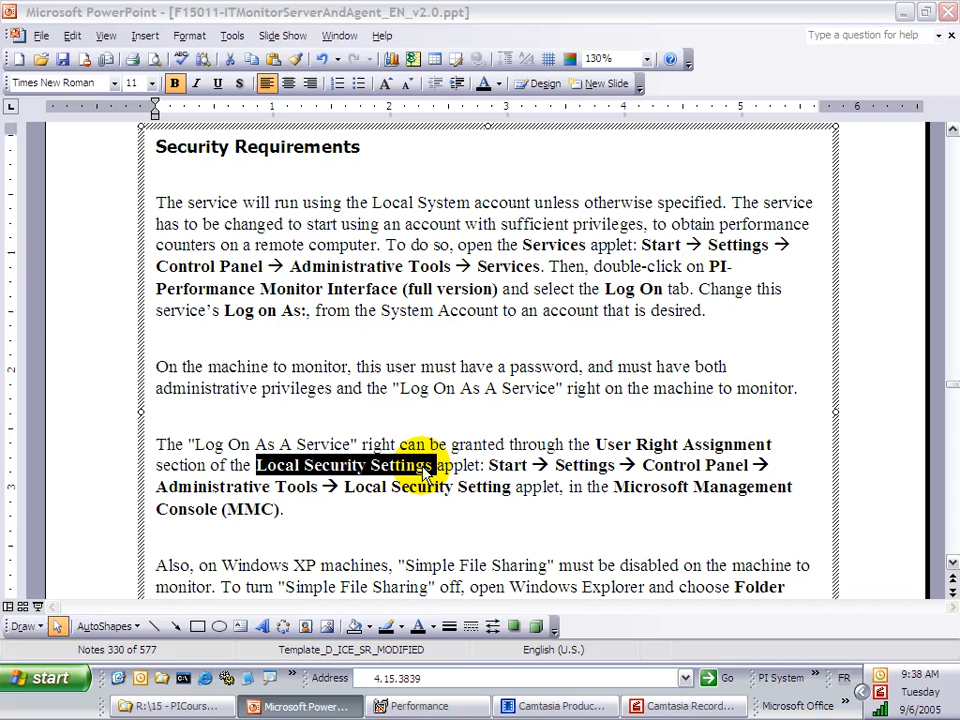 Microsoft PowerPoint - [F15011-ITMonitorServerAndAgent_EN_v2.0.ppt]
File Edit View Insert Format Tools Slide Show Window Help Type a question for help
130%
Times New Roman 11 B I U S A A A Design New Slide
1 2 3 4 5 6
Security Requirements
The service will run using the Local System account unless otherwise specified. The service
has to be changed to start using an account with sufficient privileges, to obtain performance
counters on a remote computer. To do so, open the Services applet: Start → Settings →
Control Panel → Administrative Tools → Services. Then, double-click on PI-
Performance Monitor Interface (full version) and select the Log On tab. Change this
service’s Log on As:, from the System Account to an account that is desired.
On the machine to monitor, this user must have a password, and must have both
administrative privileges and the "Log On As A Service" right on the machine to monitor.
The "Log On As A Service" right can be granted through the User Right Assignment
section of the Local Security Settings applet: Start → Settings → Control Panel →
Administrative Tools → Local Security Setting applet, in the Microsoft Management
Console (MMC).
Also, on Windows XP machines, "Simple File Sharing" must be disabled on the machine to
monitor. To turn "Simple File Sharing" off, open Windows Explorer and choose Folder
1
2
3
Draw AutoShapes A
Notes 330 of 577 Template_D_ICE_SR_MODIFIED English (U.S.)
start Address 4.15.3839 Go PI System » FR 9:38 AM
Tuesday
R:\15 - PICours... Microsoft Power... Performance Camtasia Produc... Camtasia Record... Microsoft Office » 9/6/2005